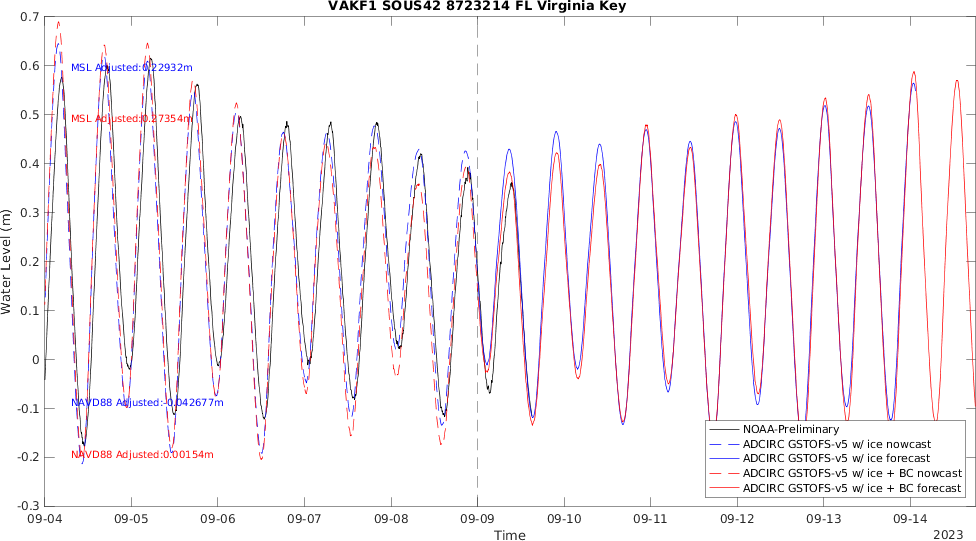 VAKF1 SOUS42 8723214 FL Virginia Key
0.7
0.6
0.5
0.4
0.3
0.2
0.1
0
-0.1
-0.2
-0.3
Water Level (m)
MSL Adjusted:0.22932m
MSL Adjusted:0.27354m
NAVD88 Adjusted:-0.042677m
NAVD88 Adjusted:0.00154m
NOAA-Preliminary
ADCIRC GSTOFS-v5 w/ ice nowcast
ADCIRC GSTOFS-v5 w/ ice forecast
ADCIRC GSTOFS-v5 w/ ice + BC nowcast
ADCIRC GSTOFS-v5 w/ ice + BC forecast
09-04 09-05 09-06 09-07 09-08 09-09 09-10 09-11 09-12 09-13 09-14
Time
2023